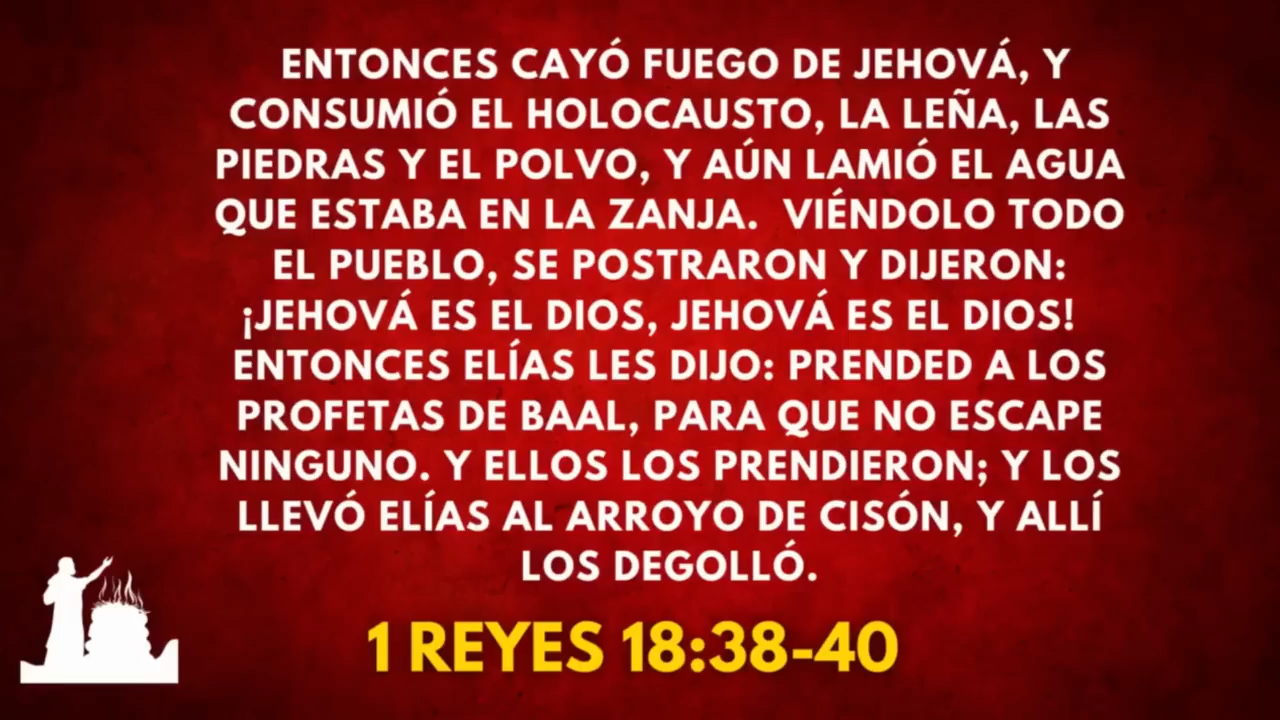 ENTONCES CAYÓ FUEGO DE JEHOVÁ, Y
CONSUMIÓ EL HOLOCAUSTO, LA LEÑA, LAS
PIEDRAS Y EL POLVO, Y AÚN LAMIÓ EL AGUA
QUE ESTABA EN LA ZANJA.  VIÉNDOLO TODO
EL PUEBLO, SE POSTRARON Y DIJERON:
¡JEHOVÁ ES EL DIOS, JEHOVÁ ES EL DIOS!
ENTONCES ELÍAS LES DIJO: PRENDED A LOS
PROFETAS DE BAAL, PARA QUE NO ESCAPE
NINGUNO. Y ELLOS LOS PRENDIERON; Y LOS
LLEVÓ ELÍAS AL ARROYO DE CISÓN, Y ALLÍ
LOS DEGOLLÓ.
1 REYES 18:38-40